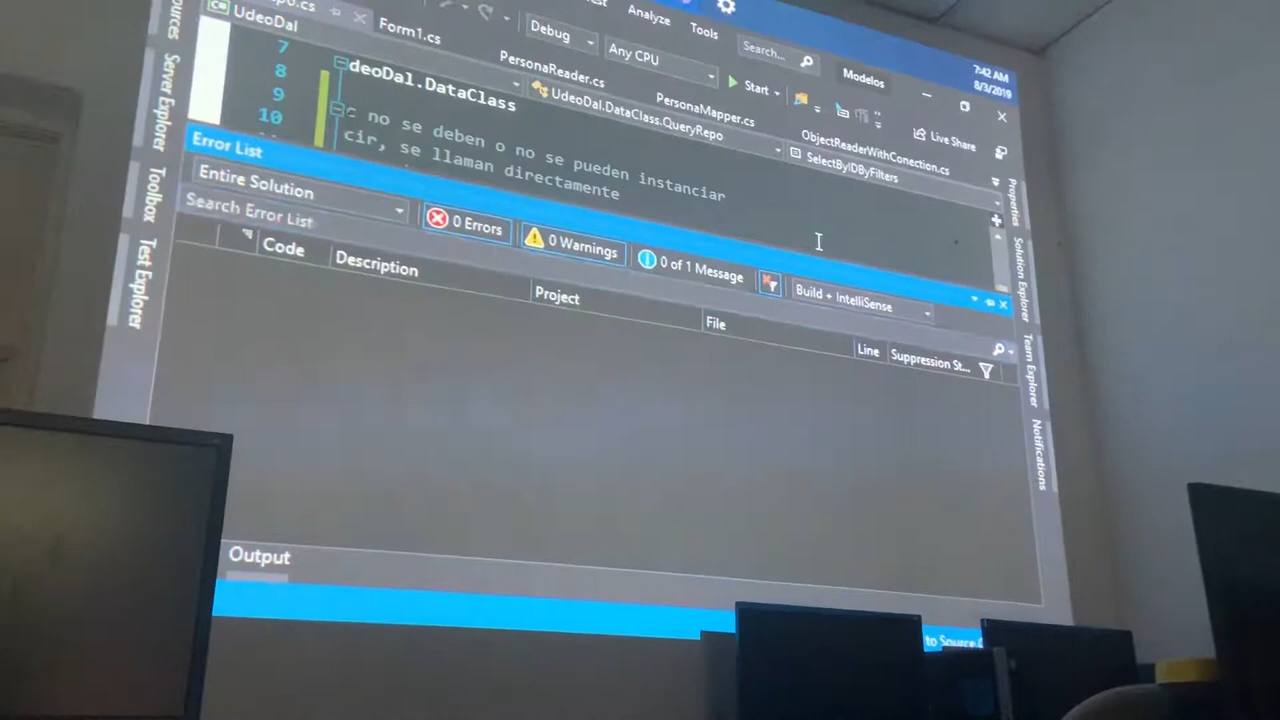 Analyze
Tools
Search...
Modelos
7:42 AM
8/3/2019
UdeoDal
Form1.cs
Debug
Any CPU
Start
Live Share
PersonaReader.cs
PersonaMapper.cs
ObjectReaderWithConection.cs
UdeoDal.DataClass.QueryRepo
SelectByIDByFilters
7
8
9
10
deoDal.DataClass
no se deben o no se pueden instanciar
cir, se llaman directamente
Error List
Entire Solution
0 Errors
0 Warnings
0 of 1 Message
Build + IntelliSense
Search Error List
Code
Description
Project
File
Line
Suppression St...
Output
to Source
Server Explorer
Toolbox
Test Explorer
Properties
Solution Explorer
Team Explorer
Notifications